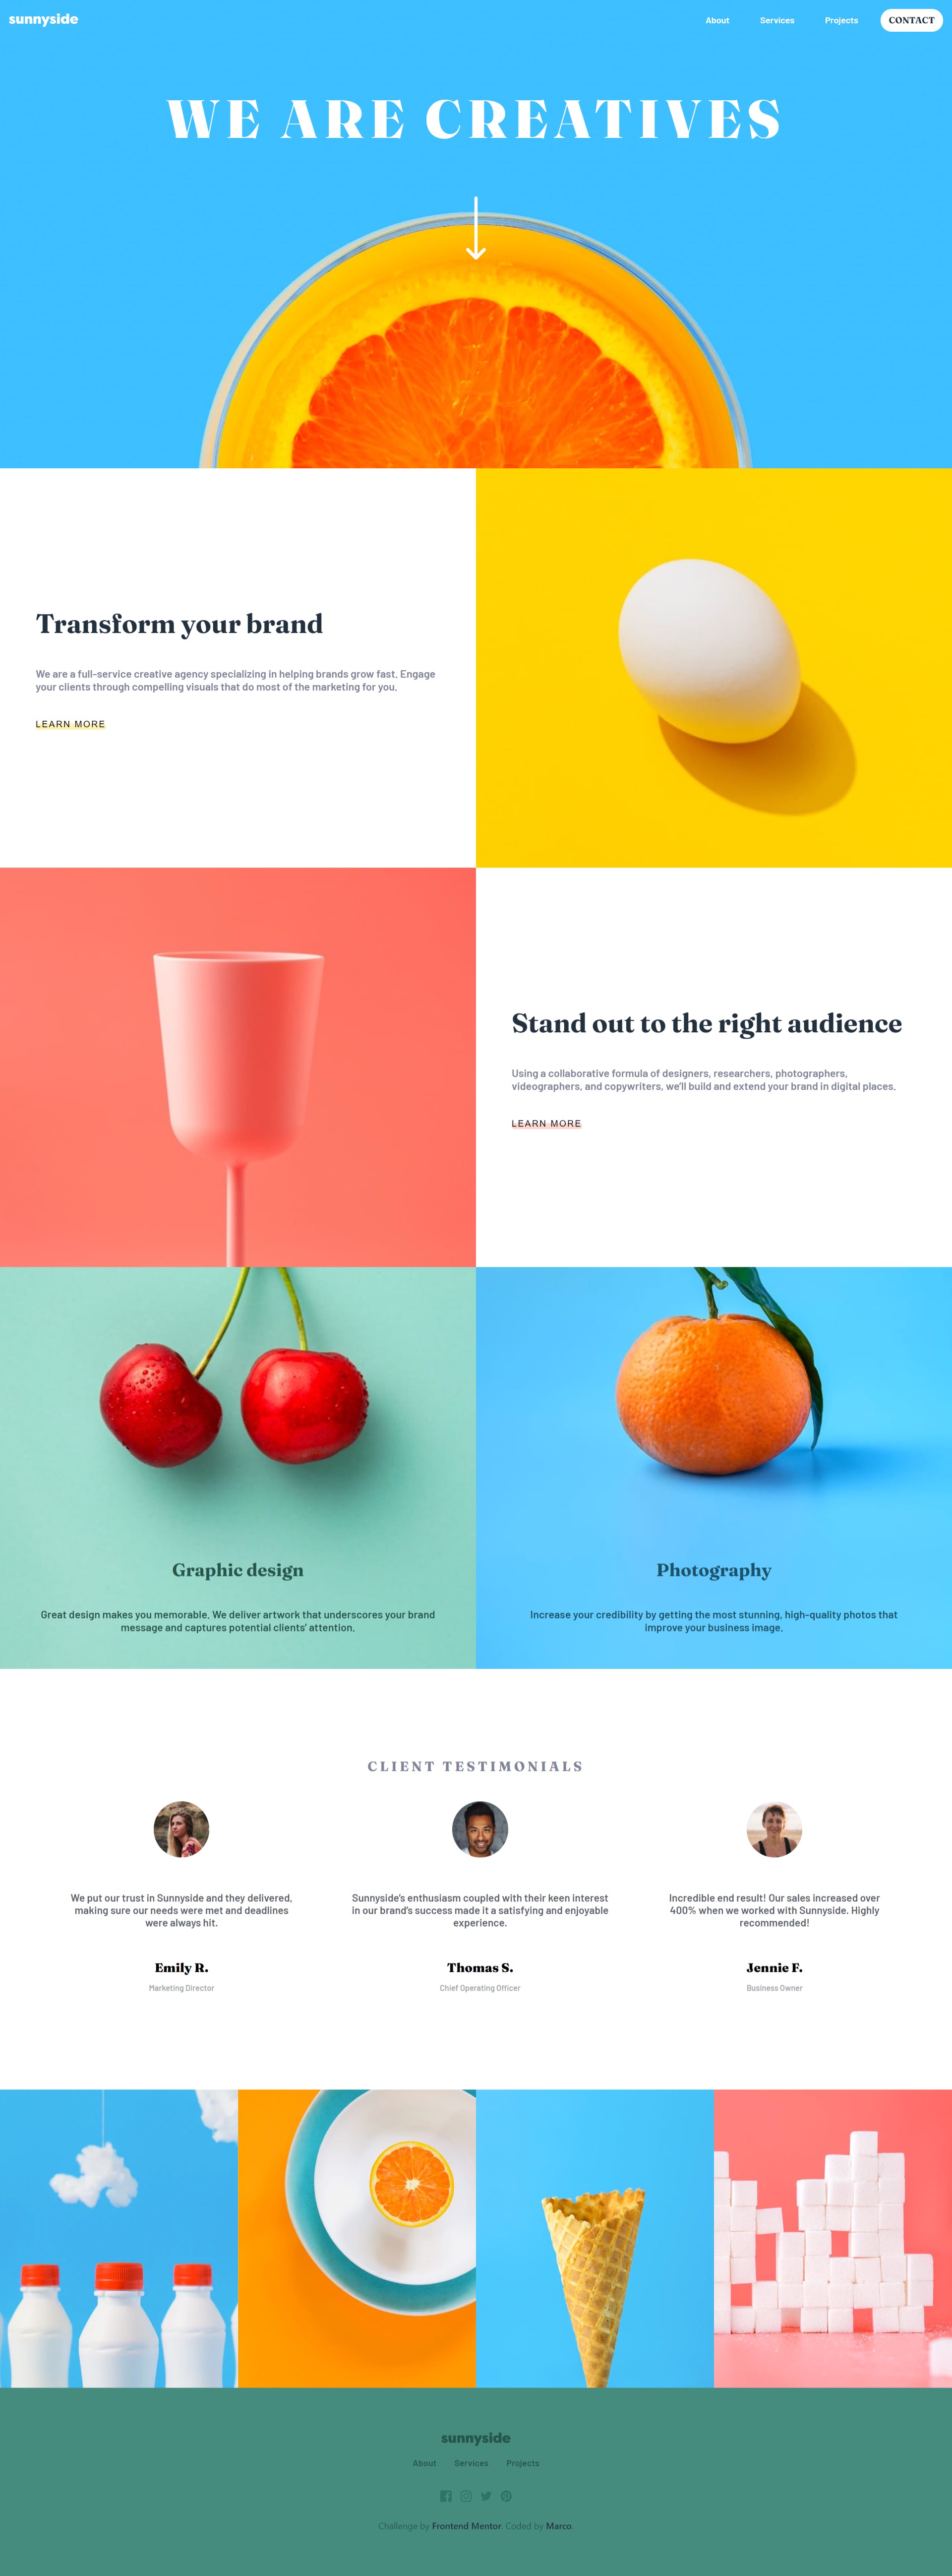 sunnyside
About Services Projects CONTACT
WE ARE CREATIVES
Transform your brand
We are a full-service creative agency specializing in helping brands grow fast. Engage
your clients through compelling visuals that do most of the marketing for you.
LEARN MORE
Stand out to the right audience
Using a collaborative formula of designers, researchers, photographers,
videographers, and copywriters, we'll build and extend your brand in digital places.
LEARN MORE
Graphic design
Great design makes you memorable. We deliver artwork that underscores your brand
message and captures potential clients' attention.
Photography
Increase your credibility by getting the most stunning, high-quality photos that
improve your business image.
CLIENT TESTIMONIALS
We put our trust in Sunnyside and they delivered,
making sure our needs were met and deadlines
were always hit.
Emily R.
Marketing Director
Sunnyside's enthusiasm coupled with their keen interest
in our brand's success made it a satisfying and enjoyable
experience.
Thomas S.
Chief Operating Officer
Incredible end result! Our sales increased over
400% when we worked with Sunnyside. Highly
recommended!
Jennie F.
Business Owner
sunnyside
About Services Projects
Challenge by Frontend Mentor. Coded by Marco.